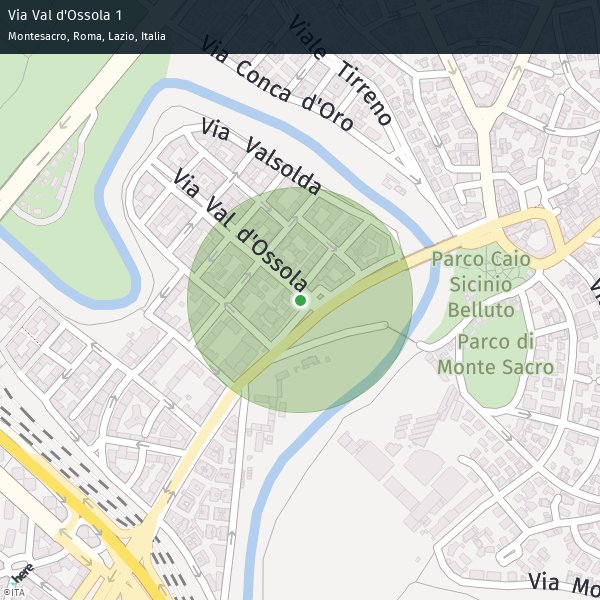 Via Val d'Ossola 1
Montesacro, Roma, Lazio, Italia
Viale Tirreno
Via Conca d'Oro
Via Valsolda
Via Val d'Ossola
Parco Caio
Sicinio
Belluto
Parco di
Monte Sacro
Via
Via Mo
here
©ITA